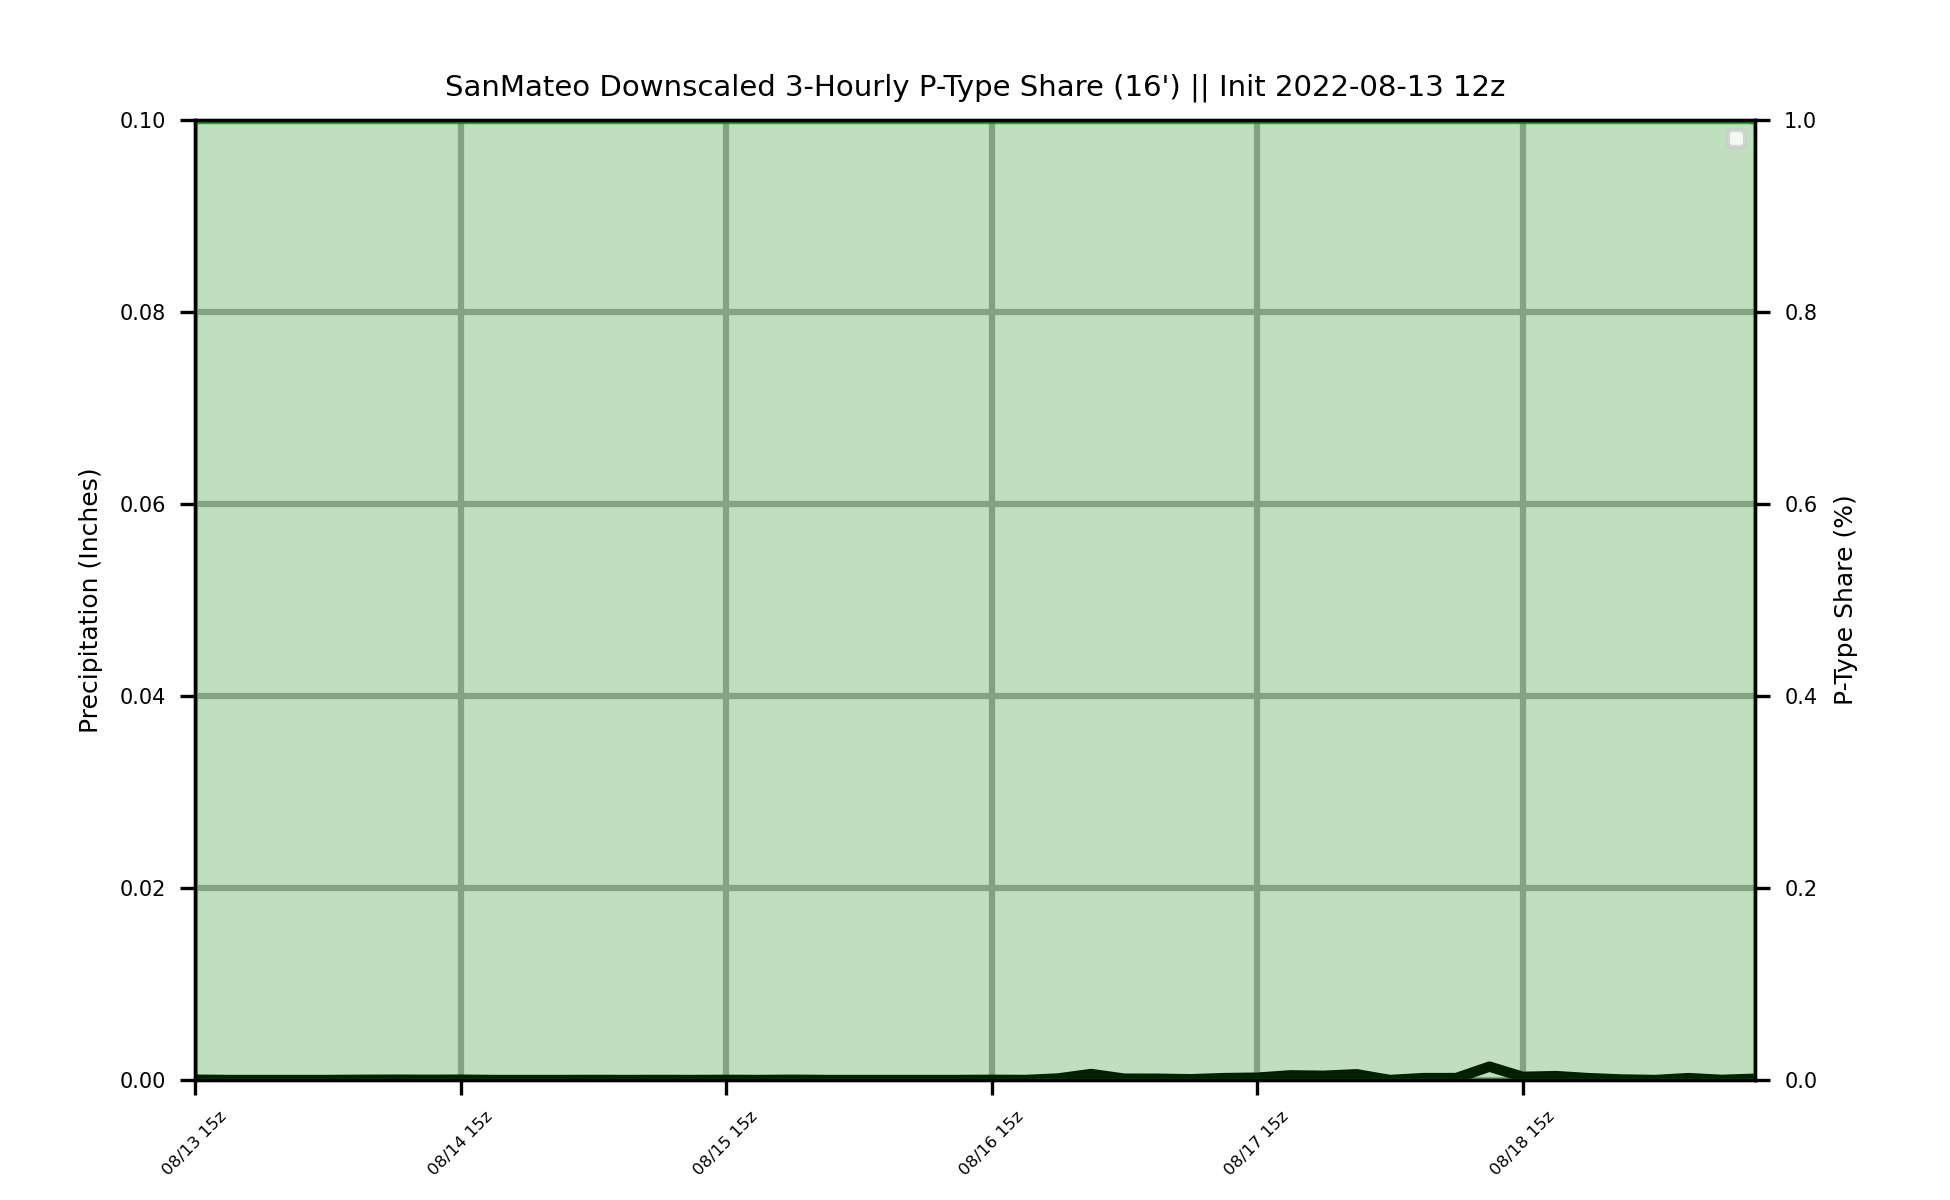 SanMateo Downscaled 3-Hourly P-Type Share (16') || Init 2022-08-13 12z
0.10
0.08
0.06
0.04
0.02
0.00
Precipitation (Inches)
1.0
0.8
0.6
0.4
0.2
0.0
P-Type Share (%)
08/13 15z
08/14 15z
08/15 15z
08/16 15z
08/17 15z
08/18 15z